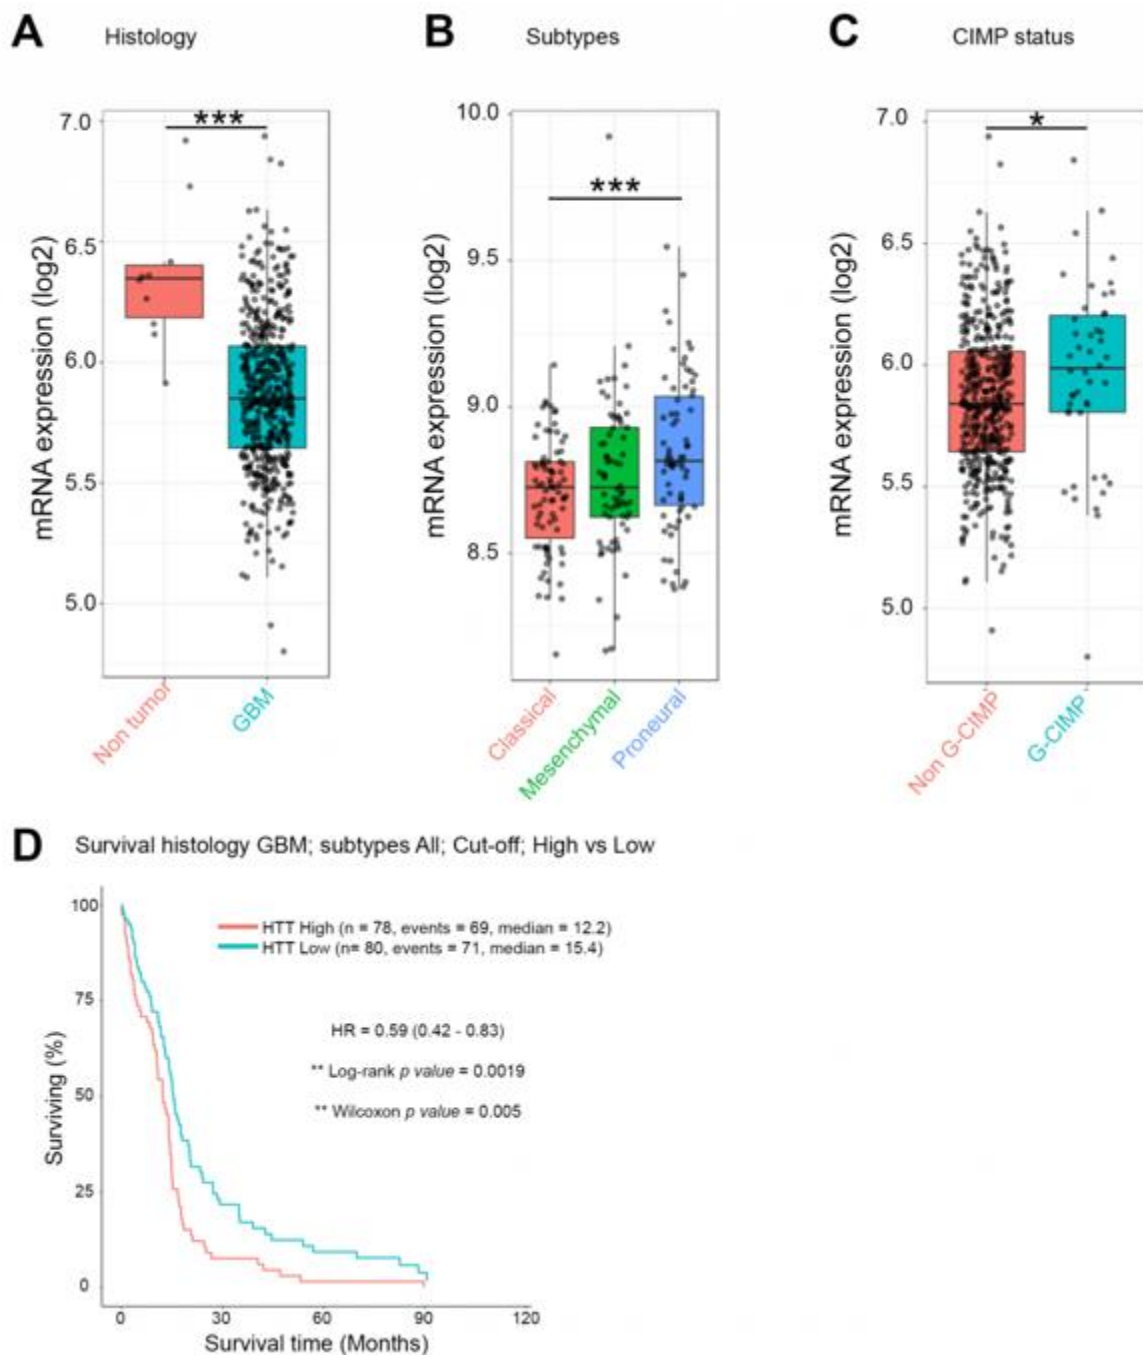 A Histology
mRNA expression (log2)
7.0
6.5
6.0
5.5
5.0
***
Non tumor
GBM
B Subtypes
mRNA expression (log2)
10.0
9.5
9.0
8.5
***
Classical
Mesenchymal
Proneural
C CIMP status
mRNA expression (log2)
7.0
6.5
6.0
5.5
5.0
*
Non G-CIMP
G-CIMP
D Survival histology GBM; subtypes All; Cut-off; High vs Low
Surviving (%)
100
75
50
25
0
HTT High (n = 78, events = 69, median = 12.2)
HTT Low (n= 80, events = 71, median = 15.4)
HR = 0.59 (0.42 - 0.83)
** Log-rank p value = 0.0019
** Wilcoxon p value = 0.005
0 30 60 90 120
Survival time (Months)